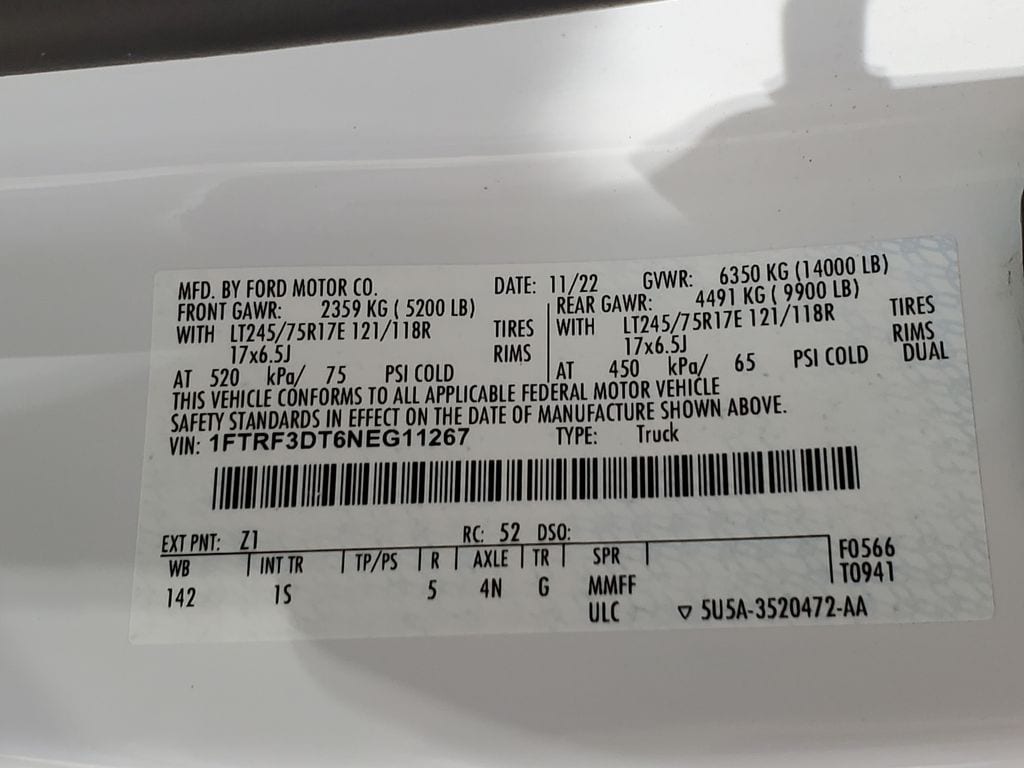 MFD. BY FORD MOTOR CO. DATE: 11/22 GVWR: 6350 KG (14000 LB)
FRONT GAWR: 2359 KG ( 5200 LB) REAR GAWR: 4491 KG ( 9900 LB)
WITH LT245/75R17E 121/118R TIRES WITH LT245/75R17E 121/118R TIRES
17x6.5J RIMS 17x6.5J RIMS
AT 520 kPa/ 75 PSI COLD AT 450 kPa/ 65 PSI COLD DUAL
THIS VEHICLE CONFORMS TO ALL APPLICABLE FEDERAL MOTOR VEHICLE
SAFETY STANDARDS IN EFFECT ON THE DATE OF MANUFACTURE SHOWN ABOVE.
VIN: 1FTRF3DT6NEG11267 TYPE: Truck
EXT PNT: Z1 RC: 52 DSO:
WB INT TR TP/PS R AXLE TR SPR F0566
142 1S 5 4N G MMFF T0941
ULC ▽ 5U5A-3520472-AA